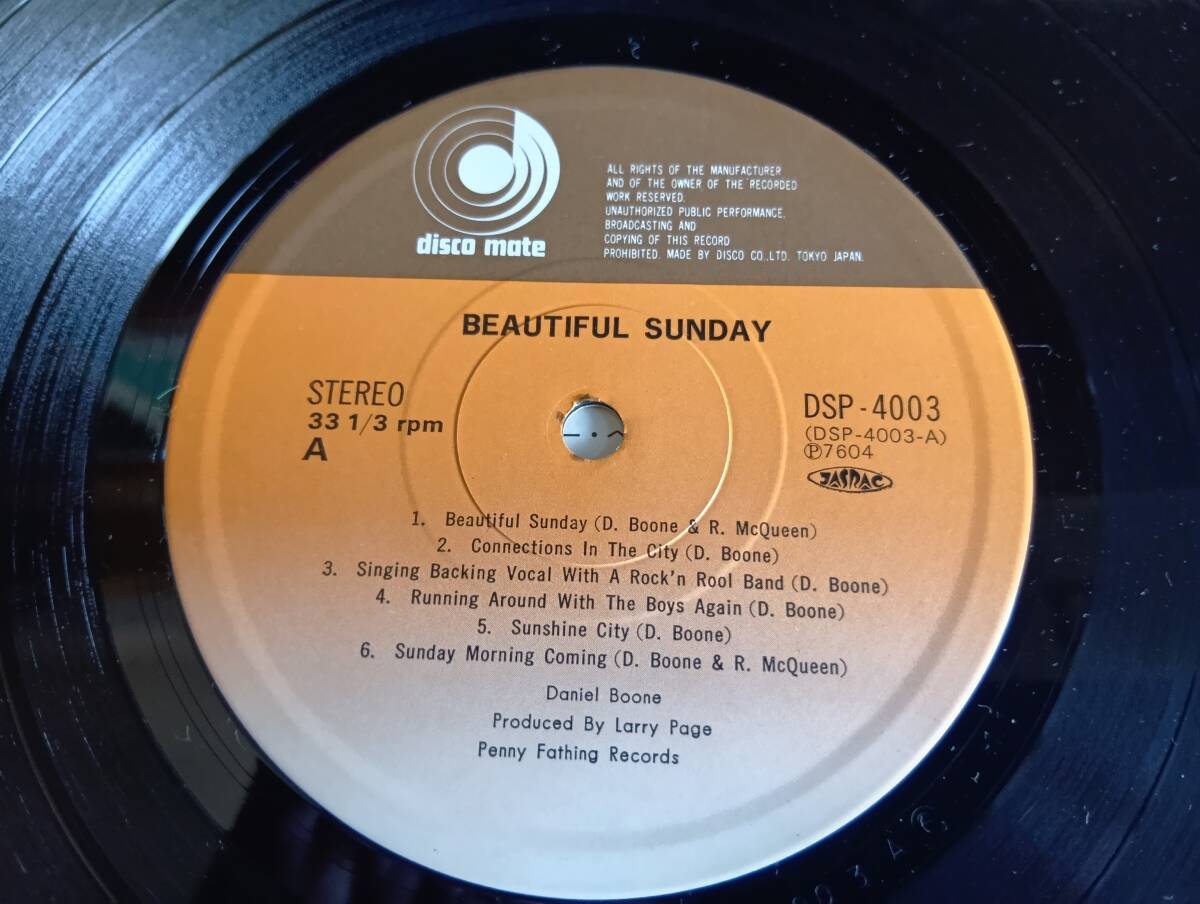 disco mate
ALL RIGHTS OF THE MANUFACTURER
AND OF THE OWNER OF THE RECORDED
WORK RESERVED.
UNAUTHORIZED PUBLIC PERFORMANCE,
BROADCASTING AND
COPYING OF THIS RECORD
PROHIBITED. MADE BY DISCO CO.,LTD. TOKYO JAPAN.
BEAUTIFUL SUNDAY
STEREO
33 1/3 rpm
A
DSP-4003
(DSP-4003-A)
Ⓟ7604
JASRAC
1. Beautiful Sunday (D. Boone & R. McQueen)
2. Connections In The City (D. Boone)
3. Singing Backing Vocal With A Rock'n Rool Band (D. Boone)
4. Running Around With The Boys Again (D. Boone)
5. Sunshine City (D. Boone)
6. Sunday Morning Coming (D. Boone & R. McQueen)
Daniel Boone
Produced By Larry Page
Penny Fathing Records